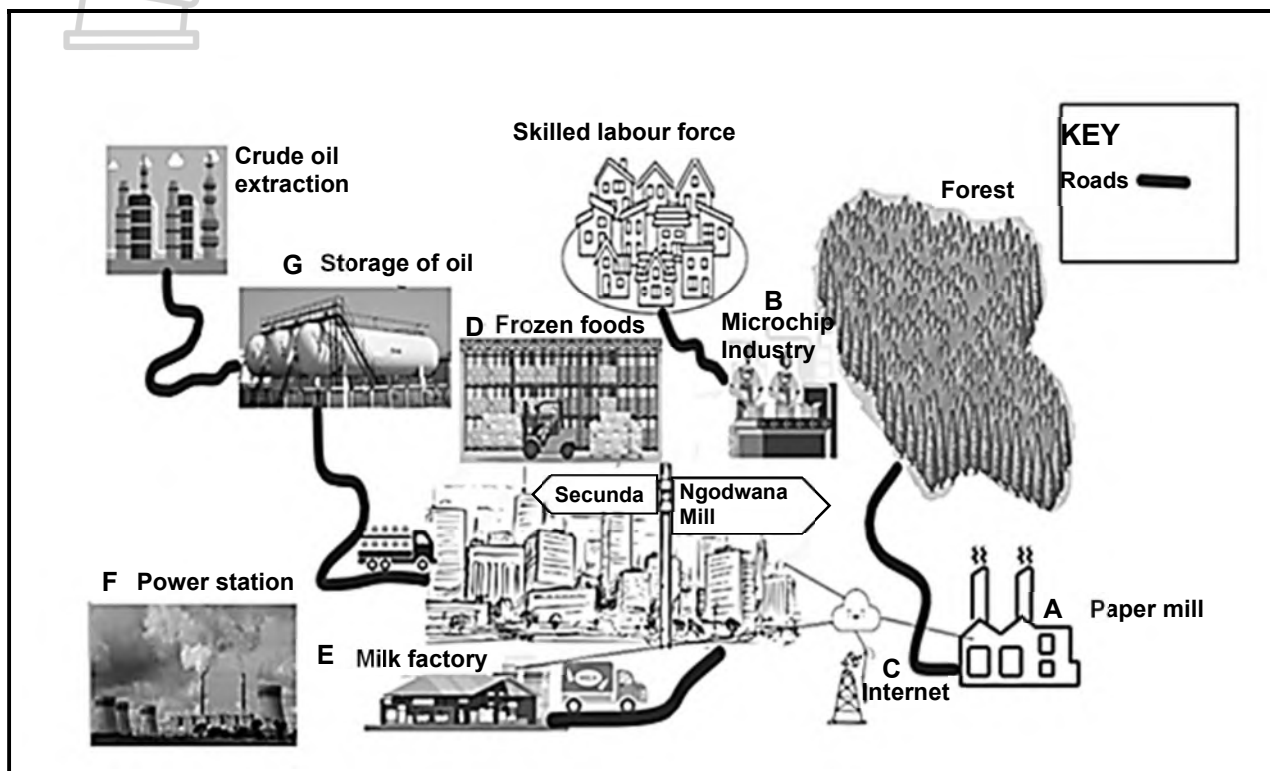 Crude oil
extraction
Skilled labour force
KEY
Roads
Forest
G Storage of oil
B
Microchip
Industry
D Frozen foods
Secunda
Ngodwana
Mill
F Power station
A Paper mill
E Milk factory
C
Internet
MILK